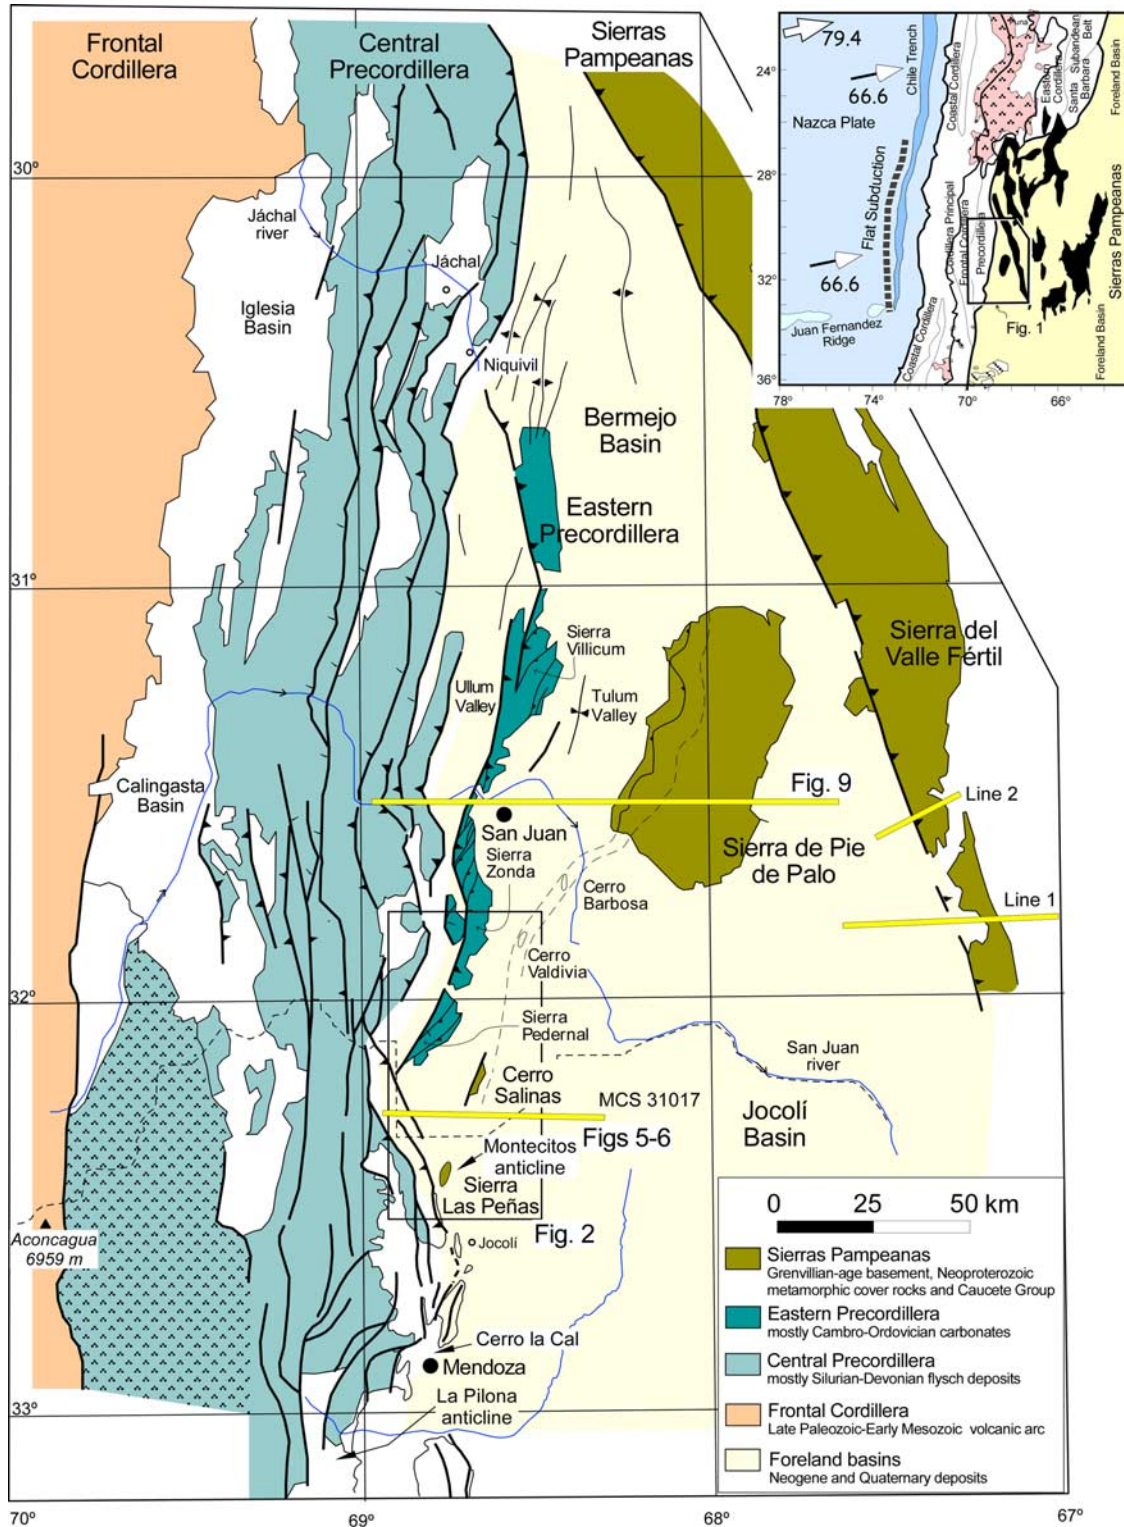 Frontal
Cordillera
Central
Precordillera
Sierras
Pampeanas
30º
Jáchal
river
Jáchal
Iglesia
Basin
Niquivil
Bermejo
Basin
Eastern
Precordillera
31º
Sierra
Villicum
Ullum
Valley
Tulum
Valley
Sierra del
Valle Fértil
Calingasta
Basin
Fig. 9
Line 2
San Juan
Sierra
Zonda
Sierra de Pie
de Palo
Cerro
Barbosa
Line 1
Cerro
Valdivia
32º
Sierra
Pedernal
San Juan
river
Cerro
Salinas
MCS 31017
Jocolí
Basin
Figs 5-6
Montecitos
anticline
Sierra
Las Peñas
Fig. 2
Aconcagua
6959 m
Jocolí
Cerro la Cal
Mendoza
La Pilona
anticline
33º
70º
69º
68º
67º
0 25 50 km
Sierras Pampeanas
Grenvillian-age basement, Neoproterozoic
metamorphic cover rocks and Caucete Group
Eastern Precordillera
mostly Cambro-Ordovician carbonates
Central Precordillera
mostly Silurian-Devonian flysch deposits
Frontal Cordillera
Late Paleozoic-Early Mesozoic volcanic arc
Foreland basins
Neogene and Quaternary deposits
79.4
24º
66.6
Nazca Plate
Chile Trench
Coastal Cordillera
Eastern
Cordillera
Santa Barbara
Subandean
Belt
Foreland Basin
28º
Flat Subduction
Cordillera Principal
Frontal Cordillera
Precordillera
Sierras Pampeanas
32º
66.6
Juan Fernandez
Ridge
Coastal Cordillera
Fig. 1
Foreland Basin
36º
78º
74º
70º
66º